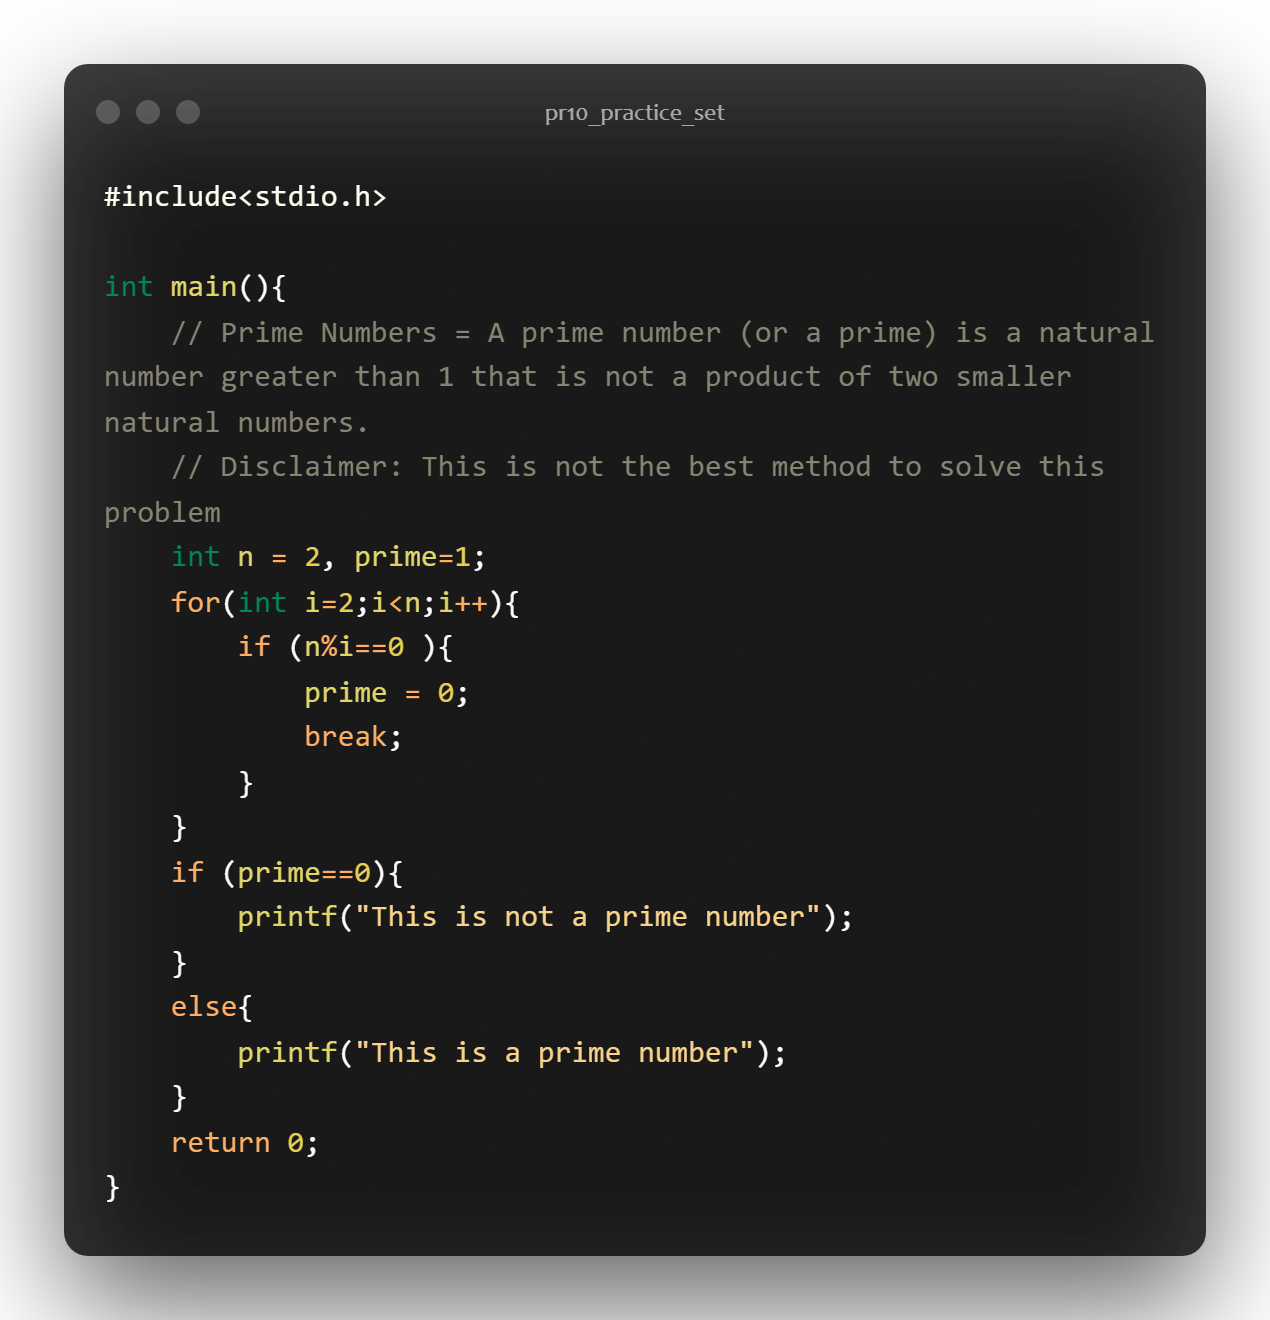 pr10_practice_set
#include<stdio.h>
int main(){
    // Prime Numbers = A prime number (or a prime) is a natural
number greater than 1 that is not a product of two smaller
natural numbers.
    // Disclaimer: This is not the best method to solve this
problem
    int n = 2, prime=1;
    for(int i=2;i<n;i++){
        if (n%i==0 ){
            prime = 0;
            break;
        }
    }
    if (prime==0){
        printf("This is not a prime number");
    }
    else{
        printf("This is a prime number");
    }
    return 0;
}